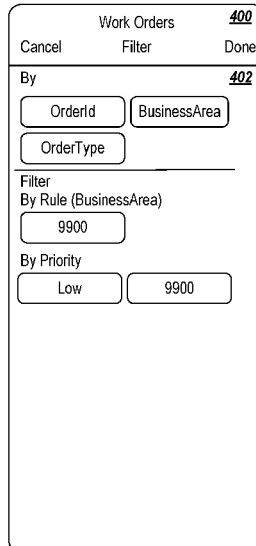 Work Orders 400
Cancel Filter Done
By 402
OrderId BusinessArea
OrderType
Filter
By Rule (BusinessArea)
9900
By Priority
Low 9900